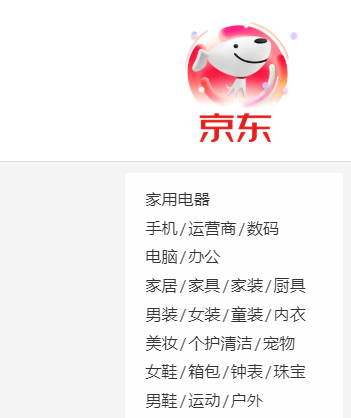 京东
家用电器
手机/运营商/数码
电脑/办公
家居/家具/家装/厨具
男装/女装/童装/内衣
美妆/个护清洁/宠物
女鞋/箱包/钟表/珠宝
男鞋/运动/户外